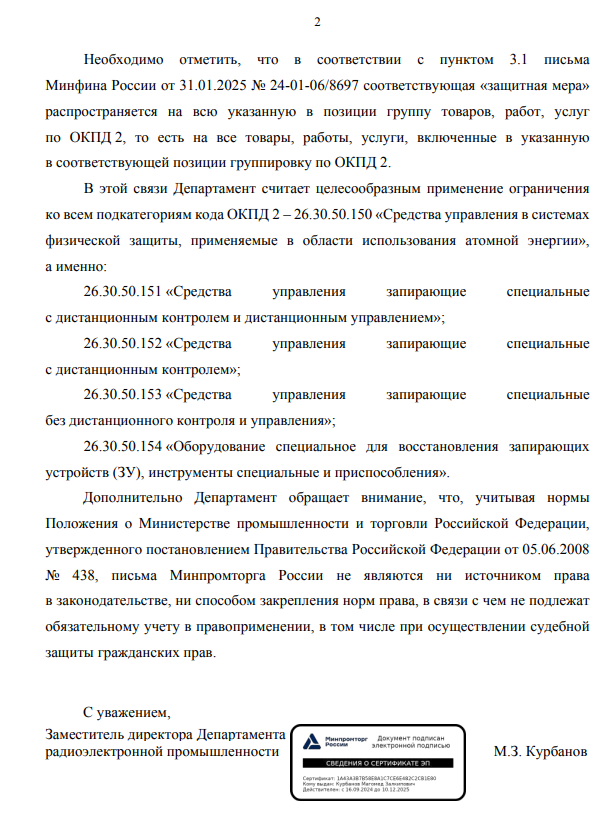 2
Необходимо отметить, что в соответствии с пунктом 3.1 письма
Минфина России от 31.01.2025 № 24-01-06/8697 соответствующая «защитная мера»
распространяется на всю указанную в позиции группу товаров, работ, услуг
по ОКПД 2, то есть на все товары, работы, услуги, включенные в указанную
в соответствующей позиции группировку по ОКПД 2.
В этой связи Департамент считает целесообразным применение ограничения
ко всем подкатегориям кода ОКПД 2 – 26.30.50.150 «Средства управления в системах
физической защиты, применяемые в области использования атомной энергии»,
а именно:
26.30.50.151 «Средства управления запирающие специальные
с дистанционным контролем и дистанционным управлением»;
26.30.50.152 «Средства управления запирающие специальные
с дистанционным контролем»;
26.30.50.153 «Средства управления запирающие специальные
без дистанционного контроля и управления»;
26.30.50.154 «Оборудование специальное для восстановления запирающих
устройств (ЗУ), инструменты специальные и приспособления».
Дополнительно Департамент обращает внимание, что, учитывая нормы
Положения о Министерстве промышленности и торговли Российской Федерации,
утвержденного постановлением Правительства Российской Федерации от 05.06.2008
№ 438, письма Минпромторга России не являются ни источником права
в законодательстве, ни способом закрепления норм права, в связи с чем не подлежат
обязательному учету в правоприменении, в том числе при осуществлении судебной
защиты гражданских прав.
С уважением,
Заместитель директора Департамента
радиоэлектронной промышленности
Минпромторг
России
Документ подписан
электронной подписью
СВЕДЕНИЯ О СЕРТИФИКАТЕ ЭП
Сертификат:
Кому выдан: Курбанов Магомед Залкипович
Действителен: с 16.09.2024 до 10.12.2025
М.З. Курбанов